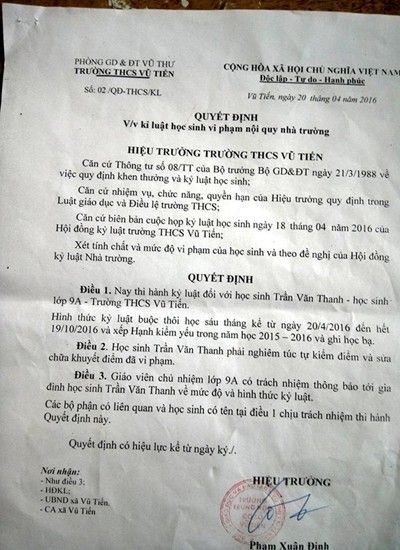 PHÒNG GD & ĐT VŨ THƯ
TRƯỜNG THCS VŨ TIẾN
Số: 02/QĐ-THCS/KL
CỘNG HÒA XÃ HỘI CHỦ NGHĨA VIỆT NAM
Độc lập - Tự do - Hạnh phúc
Vũ Tiến, ngày 20 tháng 04 năm 2016
QUYẾT ĐỊNH
V/v kỉ luật học sinh vi phạm nội quy nhà trường
HIỆU TRƯỞNG TRƯỜNG THCS VŨ TIẾN
Căn cứ Thông tư số 08/TT của Bộ trưởng Bộ GD&ĐT ngày 21/3/1988 về
việc quy định khen thưởng và kỷ luật học sinh;
Căn cứ nhiệm vụ, chức năng, quyền hạn của Hiệu trưởng quy định trong
Luật giáo dục và Điều lệ trường THCS;
Căn cứ biên bản cuộc họp kỷ luật học sinh ngày 18 tháng 04 năm 2016 của
Hội đồng kỷ luật trường THCS Vũ Tiến;
Xét tính chất và mức độ vi phạm của học sinh và theo đề nghị của Hội đồng
kỷ luật Nhà trường.
QUYẾT ĐỊNH
Điều 1. Nay thi hành kỷ luật đối với học sinh Trần Văn Thanh - học sinh
lớp 9A - Trường THCS Vũ Tiến.
Hình thức kỷ luật buộc thôi học sáu tháng kể từ ngày 20/4/2016 đến hết
19/10/2016 và xếp Hạnh kiểm yếu trong năm học 2015 – 2016 và ghi học bạ.
Điều 2. Học sinh Trần Văn Thanh phải nghiêm túc tự kiểm điểm và sửa
chữa khuyết điểm đã vi phạm.
Điều 3. Giáo viên chủ nhiệm lớp 9A có trách nhiệm thông báo tới gia
đình học sinh Trần Văn Thanh về mức độ và hình thức kỷ luật.
Các bộ phận có liên quan và học sinh có tên tại điều 1 chịu trách nhiệm thi hành
Quyết định này.
Quyết định có hiệu lực kể từ ngày ký./.
Nơi nhận:
- Như điều 3;
- HĐKL;
- UBND xã Vũ Tiến.
- CA xã Vũ Tiến
HIỆU TRƯỞNG
TRƯỜNG
Phạm Xuân Định